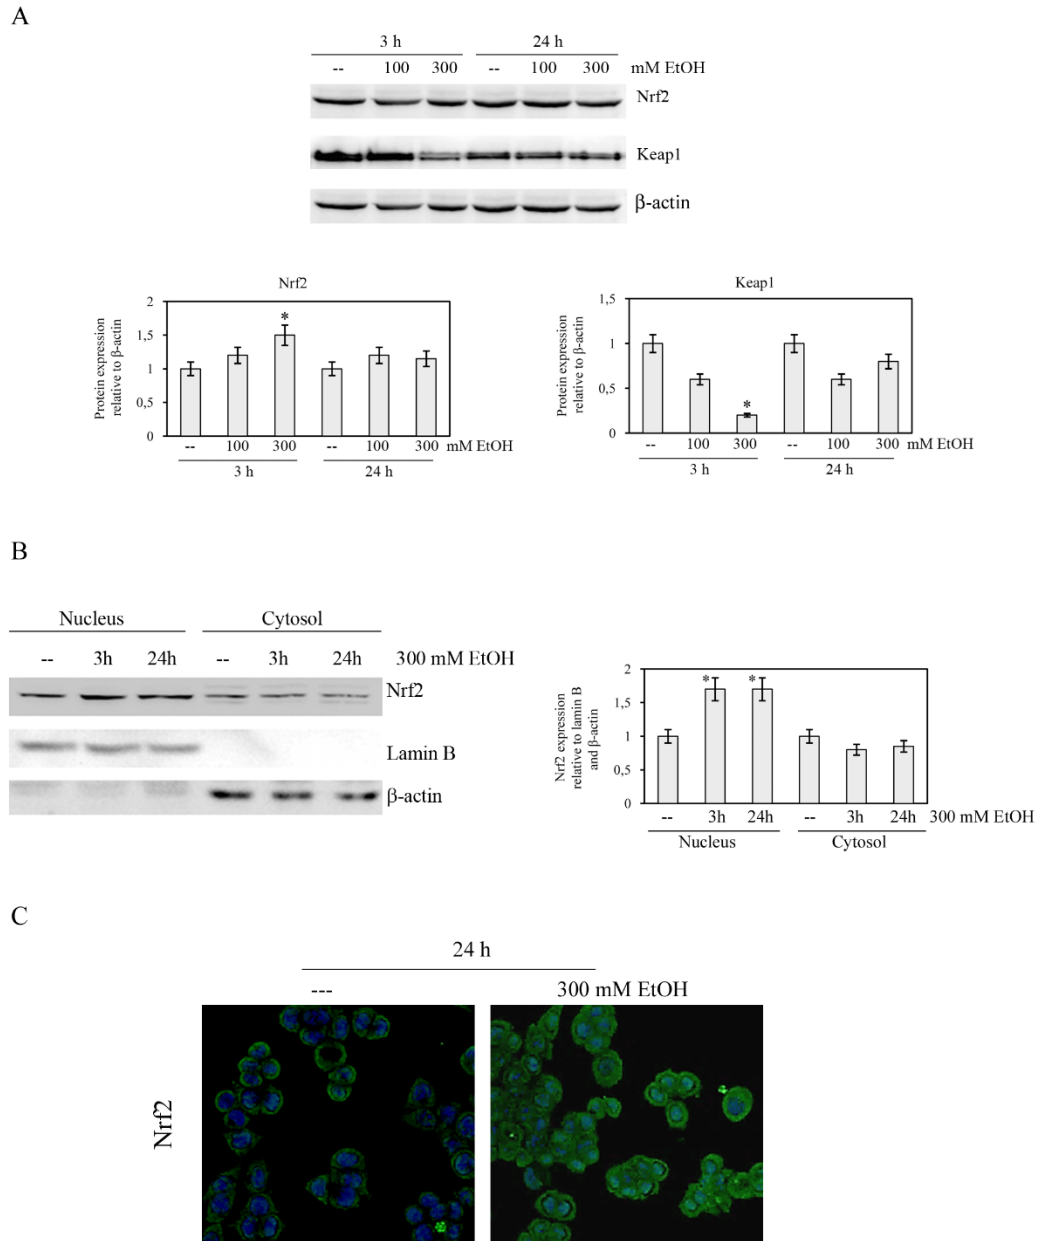 A
3 h 24 h
-- 100 300 -- 100 300 mM EtOH
Nrf2
Keap1
β-actin
Nrf2
Protein expression
relative to β-actin
2
1,5
1
0,5
0
*
-- 100 300 -- 100 300 mM EtOH
3 h 24 h
Keap1
Protein expression
relative to β-actin
1,5
1
0,5
0
*
-- 100 300 -- 100 300 mM EtOH
3 h 24 h
B
Nucleus Cytosol
-- 3h 24h -- 3h 24h 300 mM EtOH
Nrf2
Lamin B
β-actin
Nrf2 expression
relative to lamin B
and β-actin
2
1,5
1
0,5
0
* *
-- 3h 24h -- 3h 24h 300 mM EtOH
Nucleus Cytosol
C
24 h
--- 300 mM EtOH
Nrf2